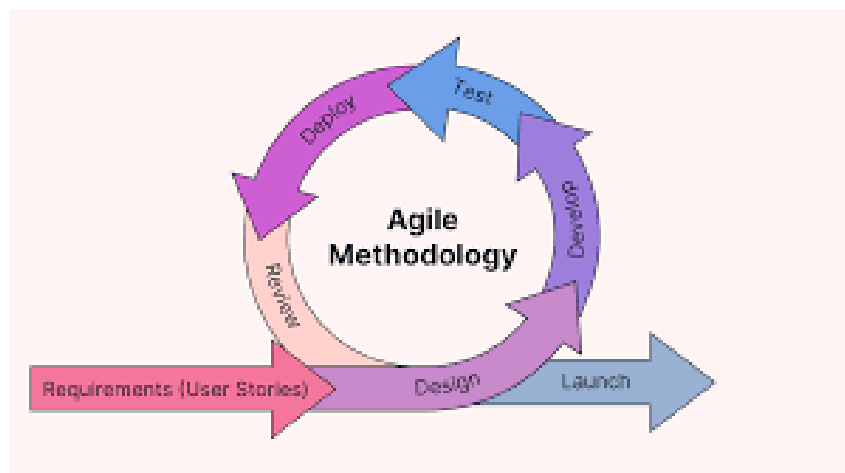 Test
Deploy
Agile
Methodology
Develop
Review
Requirements (User Stories)
Design
Launch